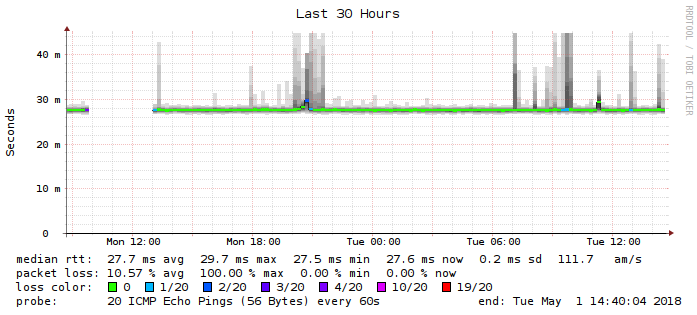 Last 30 Hours
RRDTOOL / TOBI OETIKER
Seconds
40 m
30 m
20 m
10 m
0
Mon 12:00 Mon 18:00 Tue 00:00 Tue 06:00 Tue 12:00
median rtt: 27.7 ms avg 29.7 ms max 27.5 ms min 27.6 ms now 0.2 ms sd 111.7 am/s
packet loss: 10.57 % avg 100.00 % max 0.00 % min 0.00 % now
loss color: 0 1/20 2/20 3/20 4/20 10/20 19/20
probe: 20 ICMP Echo Pings (56 Bytes) every 60s end: Tue May 1 14:40:04 2018